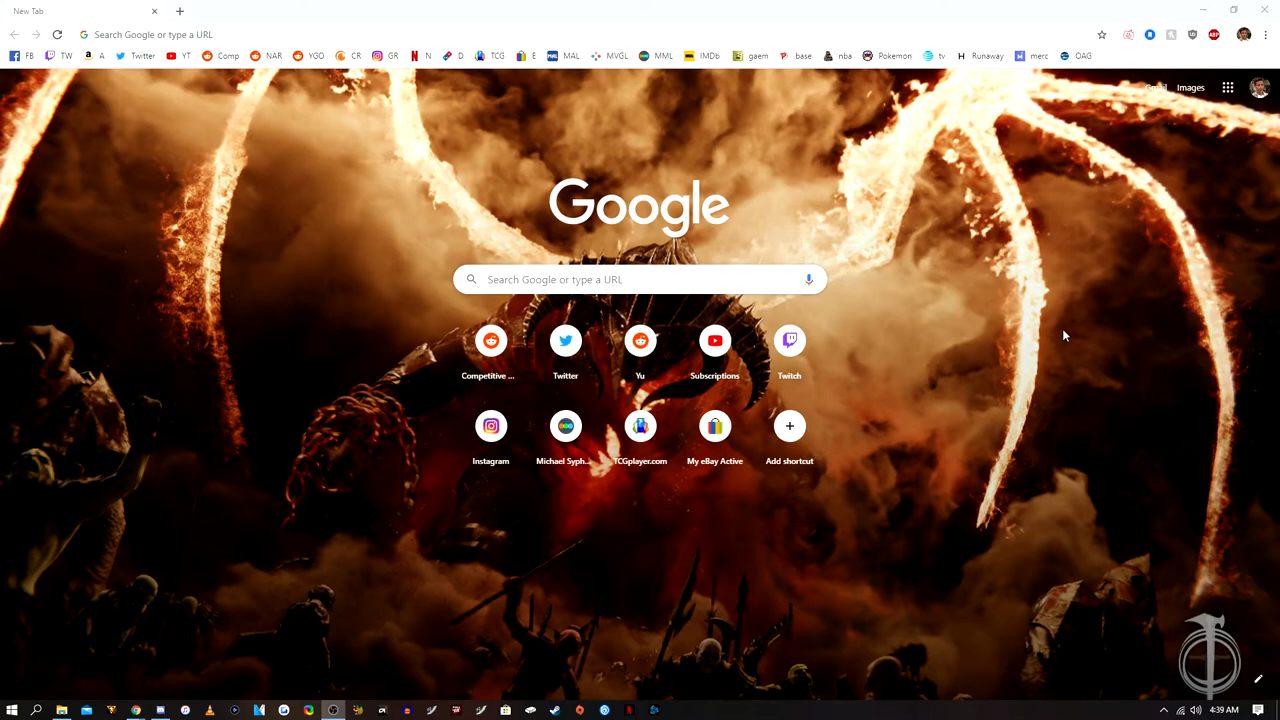 New Tab
Search Google or type a URL
FB TW A Twitter YT Comp NAR YGO CR GR N D TCG E MAL MVGL MML IMDb gaem base nba Pokemon tv Runaway merc OAG
Gmail Images
Google
Search Google or type a URL
Competitive ... Twitter Yu Subscriptions Twitch
Instagram Michael Syph... TCGplayer.com My eBay Active Add shortcut
4:39 AM